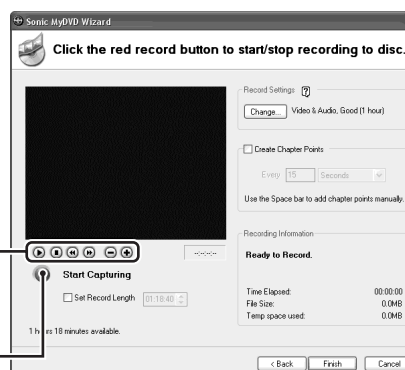 Sonic MyDVD Wizard
Click the red record button to start/stop recording to disc.
Record Settings ?
Change... Video & Audio, Good (1 hour)
Create Chapter Points
Every 15 Seconds
Use the Space bar to add chapter points manually.
--:--:--
Start Capturing
Set Record Length 01:18:40
1 hours 18 minutes available.
Recording Information
Ready to Record.
Time Elapsed: 00:00:00
File Size: 0.0MB
Temp space used: 0.0MB
< Back Finish Cancel